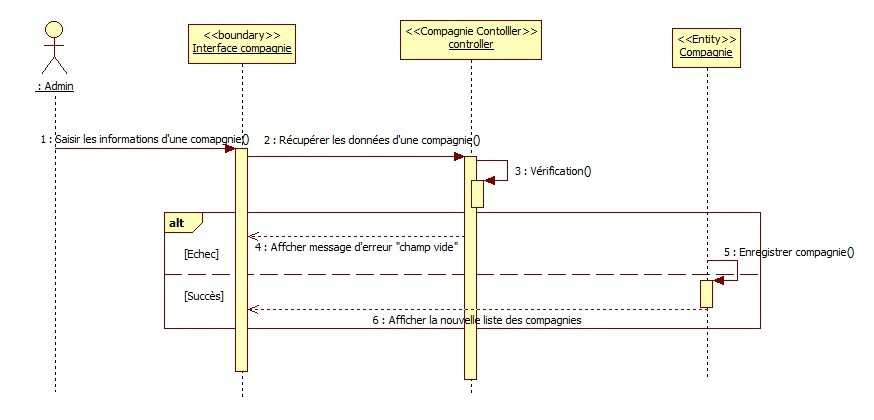 <<boundary>>
Interface compagnie
<<Compagnie Contolller>>
controller
<<Entity>>
Compagnie
: Admin
1 : Saisir les informations d'une comapgnie()
2 : Récupérer les données d'une compagnie()
3 : Vérification()
alt
4 : Affcher message d'erreur "champ vide"
[Echec]
5 : Enregistrer compagnie()
[Succès]
6 : Afficher la nouvelle liste des compagnies